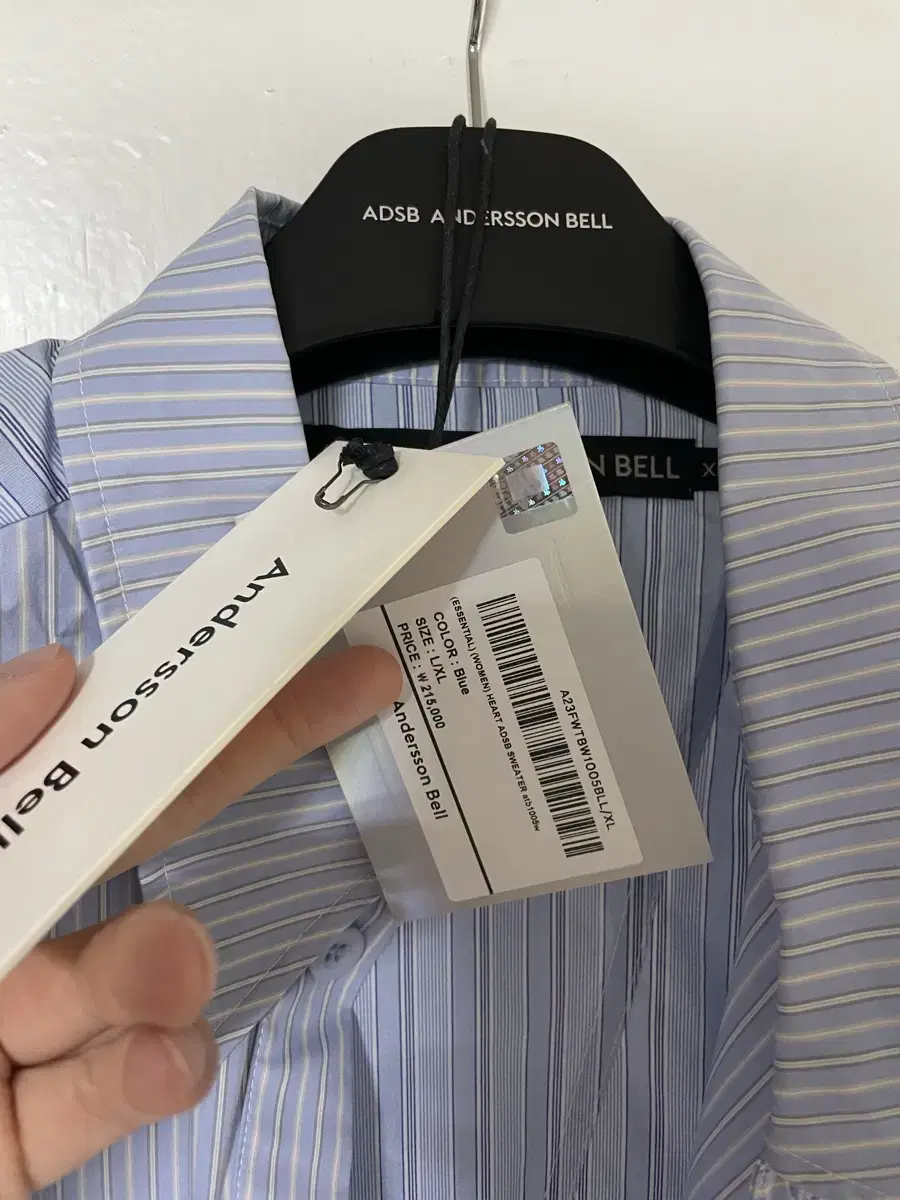 ADSB ANDERSSON BELL
N BELL
X
Andersson Bell
A23FWTBW1005BLL/XL
(ESSENTIAL) (WOMEN) HEART ADSB SWEATER atb1005w
COLOR : Blue
SIZE : L/XL
PRICE : ₩ 215,000
Andersson Bell